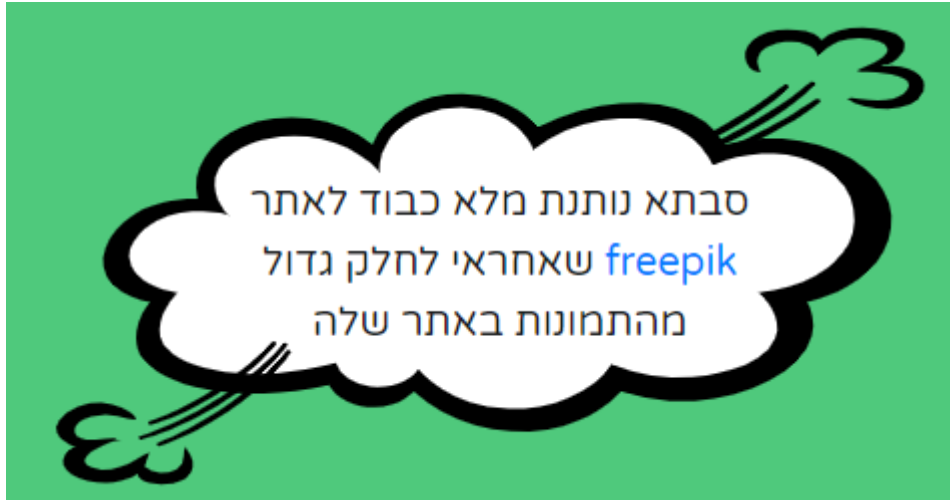 סבתא נותנת מלא כבוד לאתר
freepik שאחראי לחלק גדול
מהתמונות באתר שלה